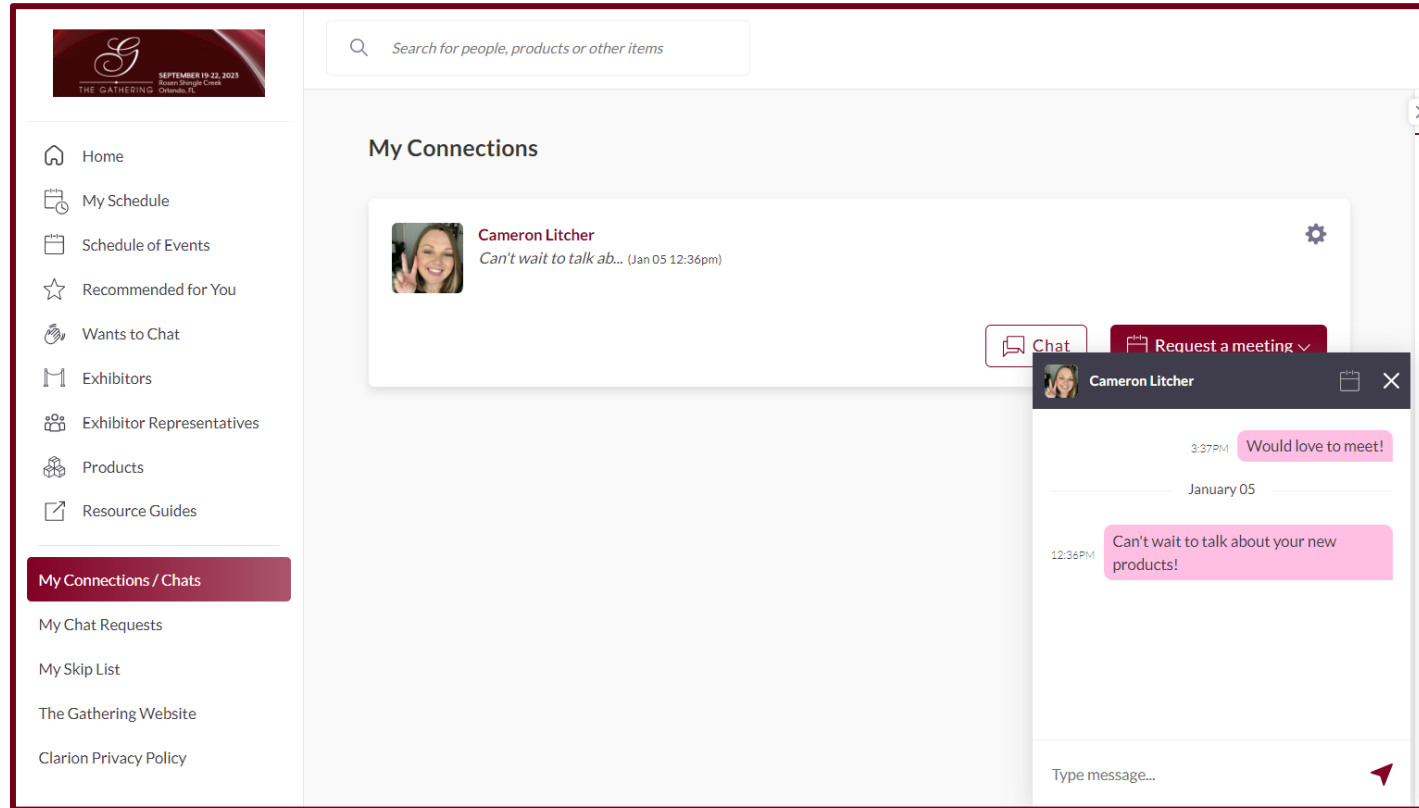 G
SEPTEMBER 19-22, 2023
Rosen Shingle Creek
THE GATHERING Orlando, FL
Search for people, products or other items
Home
My Schedule
Schedule of Events
Recommended for You
Wants to Chat
Exhibitors
Exhibitor Representatives
Products
Resource Guides
My Connections / Chats
My Chat Requests
My Skip List
The Gathering Website
Clarion Privacy Policy
My Connections
Cameron Litcher
Can't wait to talk ab... (Jan 05 12:36pm)
Chat
Request a meeting
Cameron Litcher
3:37PM Would love to meet!
January 05
12:36PM Can't wait to talk about your new
products!
Type message...